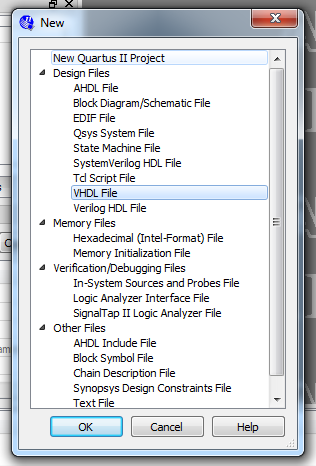 New
New Quartus II Project
Design Files
AHDL File
Block Diagram/Schematic File
EDIF File
Qsys System File
State Machine File
SystemVerilog HDL File
Tcl Script File
VHDL File
Verilog HDL File
Memory Files
Hexadecimal (Intel-Format) File
Memory Initialization File
Verification/Debugging Files
In-System Sources and Probes File
Logic Analyzer Interface File
SignalTap II Logic Analyzer File
Other Files
AHDL Include File
Block Symbol File
Chain Description File
Synopsys Design Constraints File
Text File
OK Cancel Help